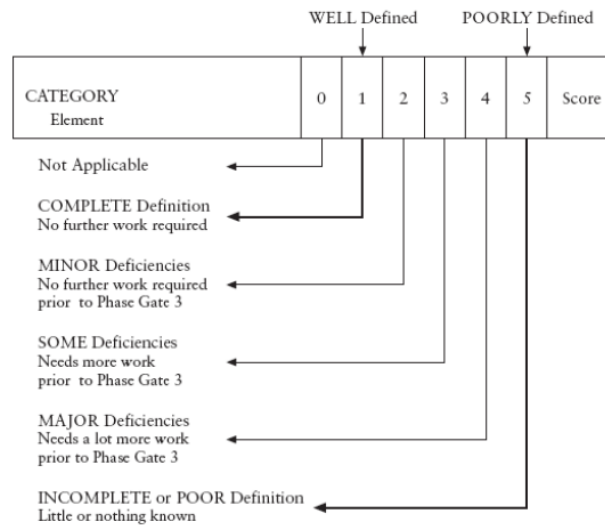 WELL Defined POORLY Defined
CATEGORY
Element
0 1 2 3 4 5 Score
Not Applicable
COMPLETE Definition
No further work required
MINOR Deficiencies
No further work required
prior to Phase Gate 3
SOME Deficiencies
Needs more work
prior to Phase Gate 3
MAJOR Deficiencies
Needs a lot more work
prior to Phase Gate 3
INCOMPLETE or POOR Definition
Little or nothing known